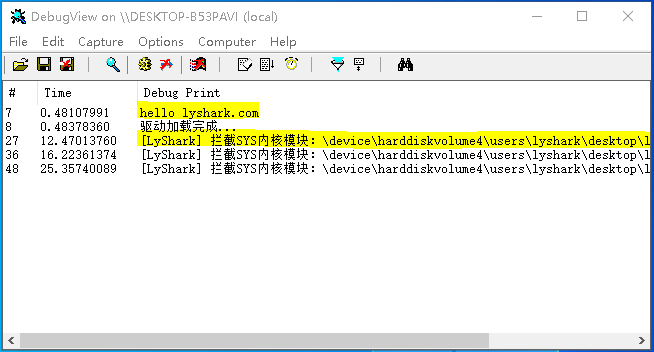 DebugView on \\DESKTOP-B53PAVI (local)
File Edit Capture Options Computer Help
# Time Debug Print
7 0.48107991 hello lyshark.com
8 0.48378360 驱动加载完成...
27 12.47013760 [LyShark] 拦截SYS内核模块：\device\harddiskvolume4\users\lyshark\desktop\l
36 16.22361374 [LyShark] 拦截SYS内核模块：\device\harddiskvolume4\users\lyshark\desktop\l
48 25.35740089 [LyShark] 拦截SYS内核模块：\device\harddiskvolume4\users\lyshark\desktop\l